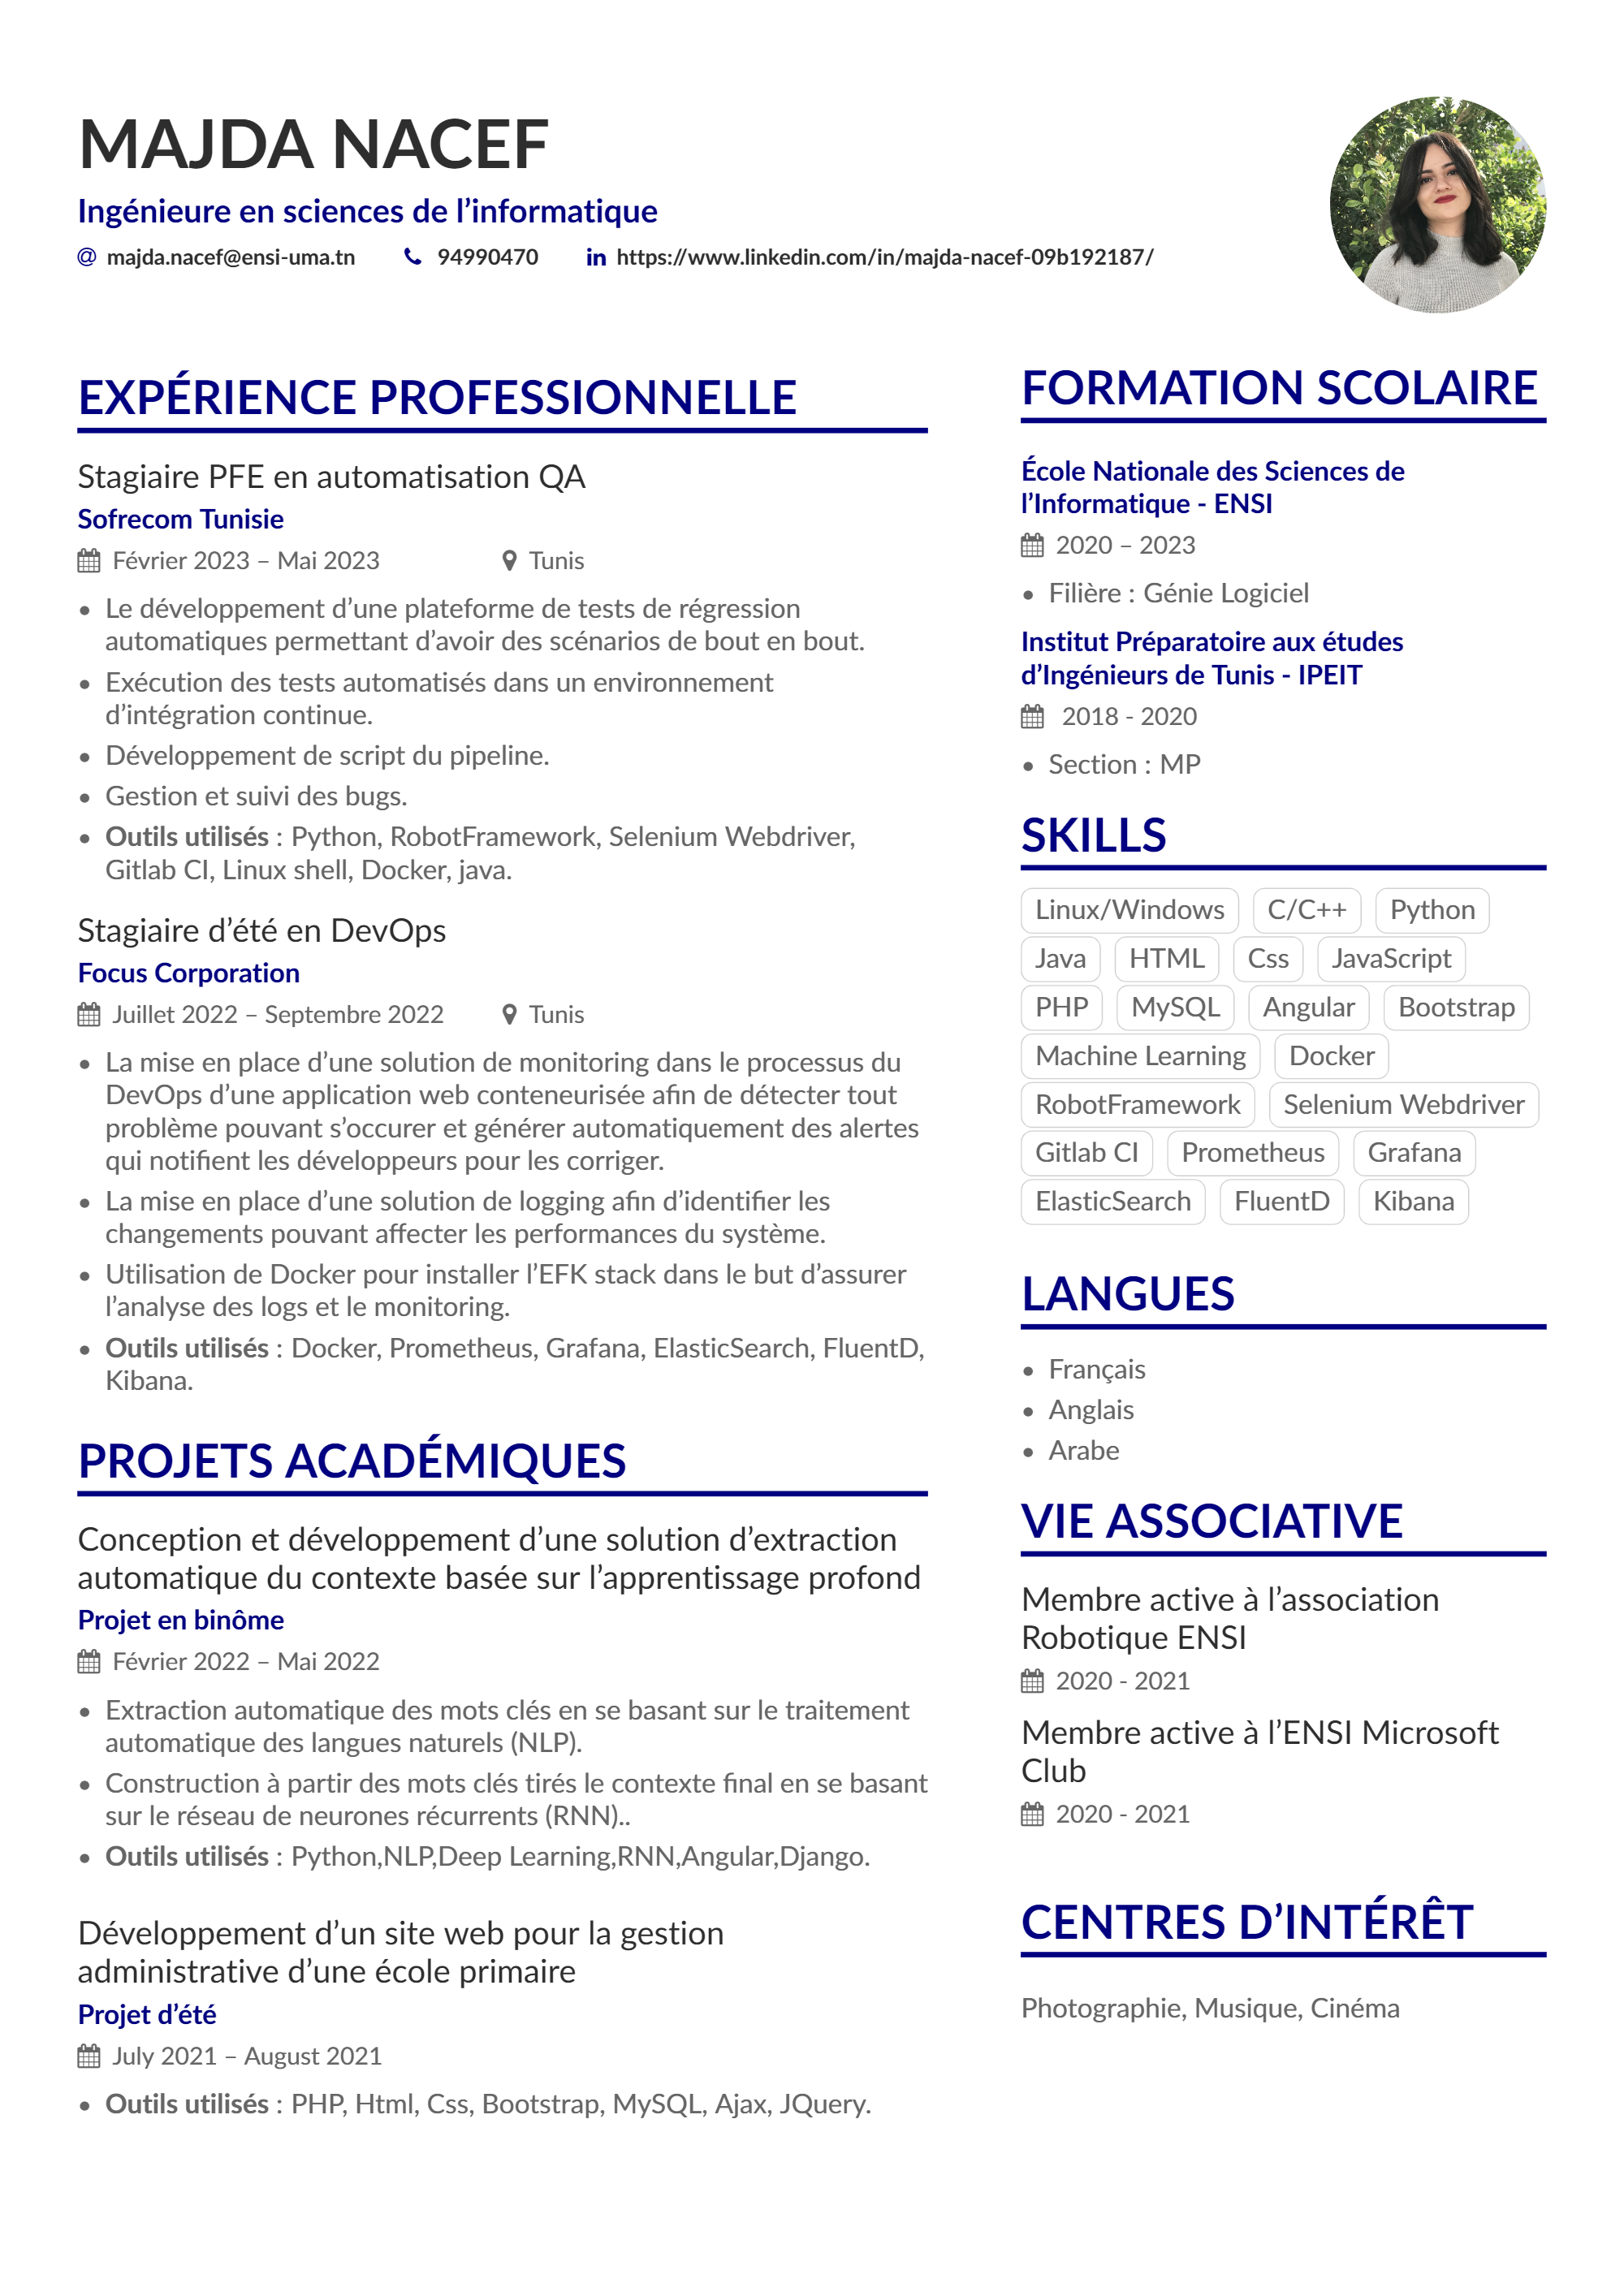 MAJDA NACEF
Ingénieure en sciences de l’informatique
@ majda.nacef@ensi-uma.tn 94990470 in https://www.linkedin.com/in/majda-nacef-09b192187/
EXPÉRIENCE PROFESSIONNELLE
Stagiaire PFE en automatisation QA
Sofrecom Tunisie
Février 2023 – Mai 2023 Tunis
• Le développement d’une plateforme de tests de régression
automatiques permettant d’avoir des scénarios de bout en bout.
• Exécution des tests automatisés dans un environnement
d’intégration continue.
• Développement de script du pipeline.
• Gestion et suivi des bugs.
• Outils utilisés : Python, RobotFramework, Selenium Webdriver,
Gitlab CI, Linux shell, Docker, java.
Stagiaire d’été en DevOps
Focus Corporation
Juillet 2022 – Septembre 2022 Tunis
• La mise en place d’une solution de monitoring dans le processus du
DevOps d’une application web conteneurisée afin de détecter tout
problème pouvant s’occurer et générer automatiquement des alertes
qui notifient les développeurs pour les corriger.
• La mise en place d’une solution de logging afin d’identifier les
changements pouvant affecter les performances du système.
• Utilisation de Docker pour installer l’EFK stack dans le but d’assurer
l’analyse des logs et le monitoring.
• Outils utilisés : Docker, Prometheus, Grafana, ElasticSearch, FluentD,
Kibana.
PROJETS ACADÉMIQUES
Conception et développement d’une solution d’extraction
automatique du contexte basée sur l’apprentissage profond
Projet en binôme
Février 2022 – Mai 2022
• Extraction automatique des mots clés en se basant sur le traitement
automatique des langues naturels (NLP).
• Construction à partir des mots clés tirés le contexte final en se basant
sur le réseau de neurones récurrents (RNN)..
• Outils utilisés : Python,NLP,Deep Learning,RNN,Angular,Django.
Développement d’un site web pour la gestion
administrative d’une école primaire
Projet d’été
July 2021 – August 2021
• Outils utilisés : PHP, Html, Css, Bootstrap, MySQL, Ajax, JQuery.
FORMATION SCOLAIRE
École Nationale des Sciences de
l’Informatique - ENSI
2020 – 2023
• Filière : Génie Logiciel
Institut Préparatoire aux études
d’Ingénieurs de Tunis - IPEIT
2018 - 2020
• Section : MP
SKILLS
Linux/Windows C/C++ Python
Java HTML Css JavaScript
PHP MySQL Angular Bootstrap
Machine Learning Docker
RobotFramework Selenium Webdriver
Gitlab CI Prometheus Grafana
ElasticSearch FluentD Kibana
LANGUES
• Français
• Anglais
• Arabe
VIE ASSOCIATIVE
Membre active à l’association
Robotique ENSI
2020 - 2021
Membre active à l’ENSI Microsoft
Club
2020 - 2021
CENTRES D’INTÉRÊT
Photographie, Musique, Cinéma